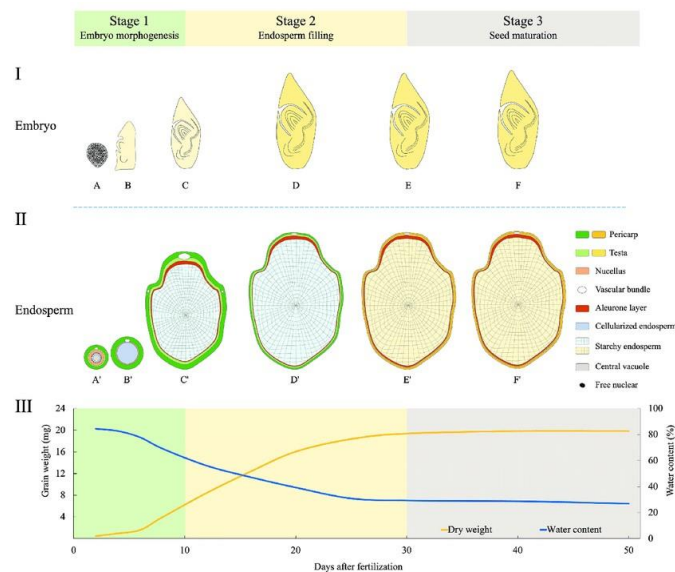 Stage 1
Embryo morphogenesis
Stage 2
Endosperm filling
Stage 3
Seed maturation
I
Embryo
A
B
C
D
E
F
II
Endosperm
A'
B'
C'
D'
E'
F'
Pericarp
Testa
Nucellas
Vascular bundle
Aleurone layer
Cellularized endosperm
Starchy endosperm
Central vacuole
Free nuclear
III
Grain weight (mg)
24
20
16
12
8
4
Water content (%)
100
80
60
40
20
0
Dry weight
Water content
0
10
20
30
40
50
Days after fertilization